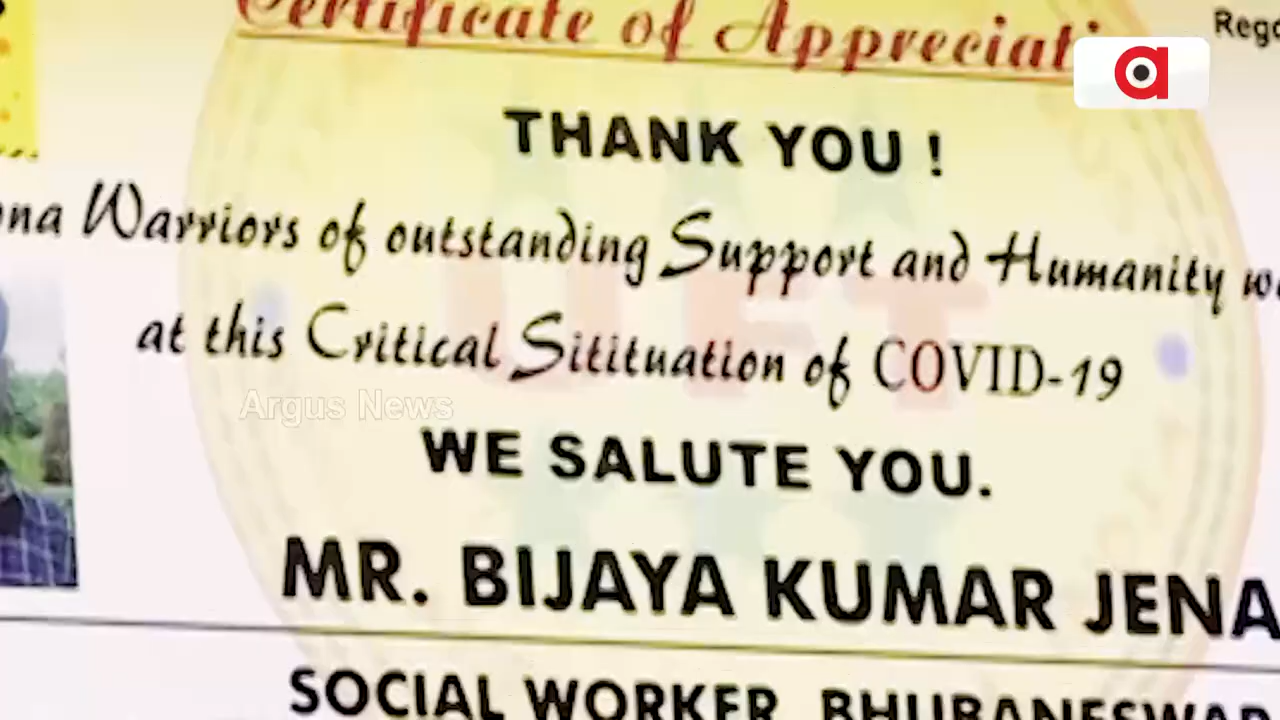 Certificate of Appreciati
Rego
THANK YOU !
ona Warriors of outstanding Support and Humanity w
at this Critical Sitituation of COVID-19
Argus News
WE SALUTE YOU.
MR. BIJAYA KUMAR JENA
SOCIAL WORKER, BHUBANESWAR